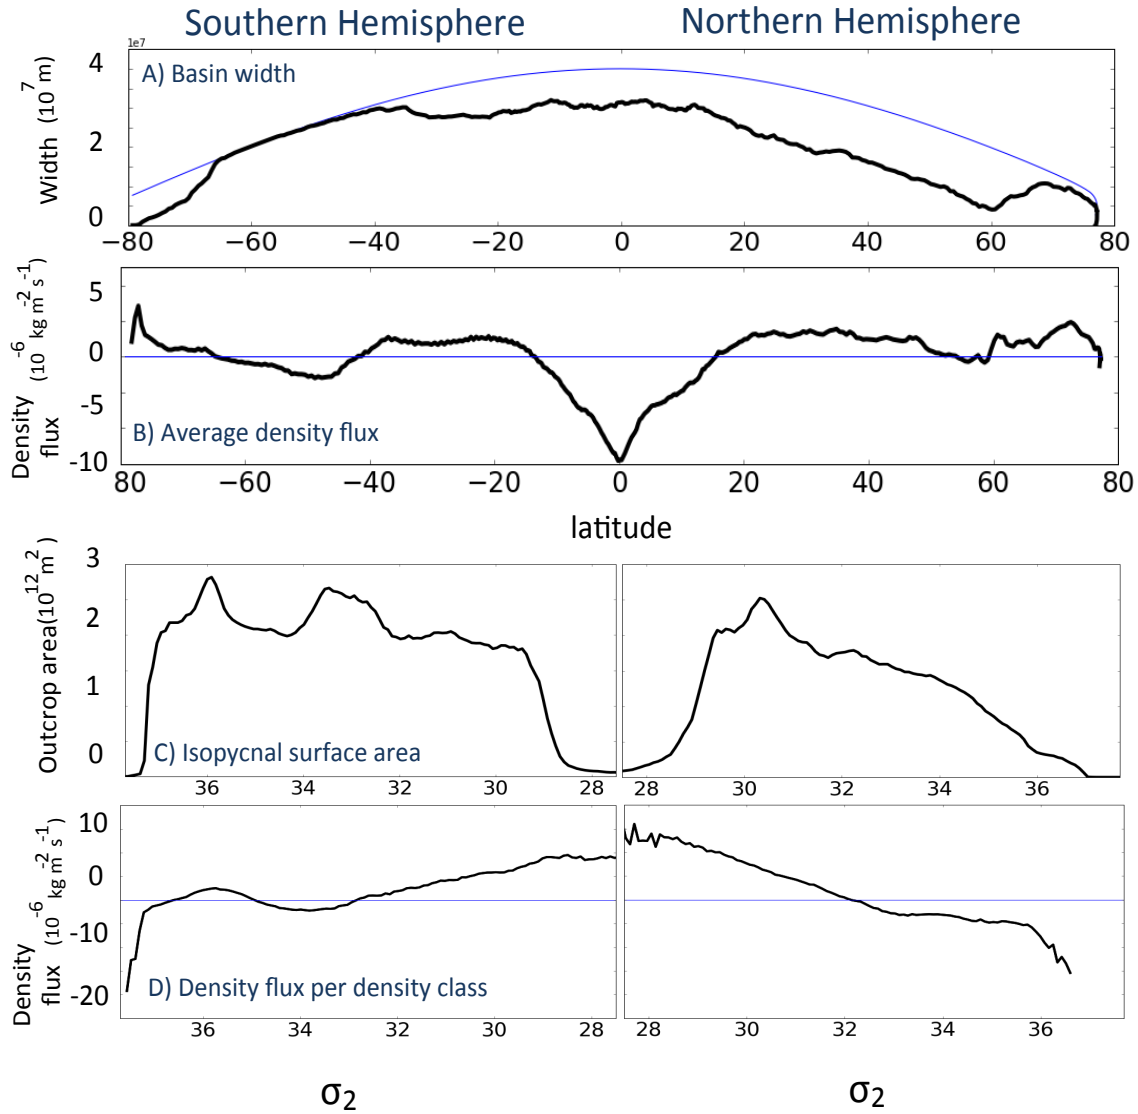 Southern Hemisphere Northern Hemisphere
1e7
A) Basin width
Width (10^7 m)
4
2
0
−80 −60 −40 −20 0 20 40 60 80
Density flux (10^-6 kg m^-2 s^-1)
5
0
-5
-10
B) Average density flux
80 −60 −40 −20 0 20 40 60 80
latitude
Outcrop area(10^12 m^2
3
2
1
0
C) Isopycnal surface area
36 34 32 30 28 28 30 32 34 36
Density flux (10^-6 kg m^-2 s^-1)
10
0
-10
-20
D) Density flux per density class
36 34 32 30 28 28 30 32 34 36
σ₂ σ₂